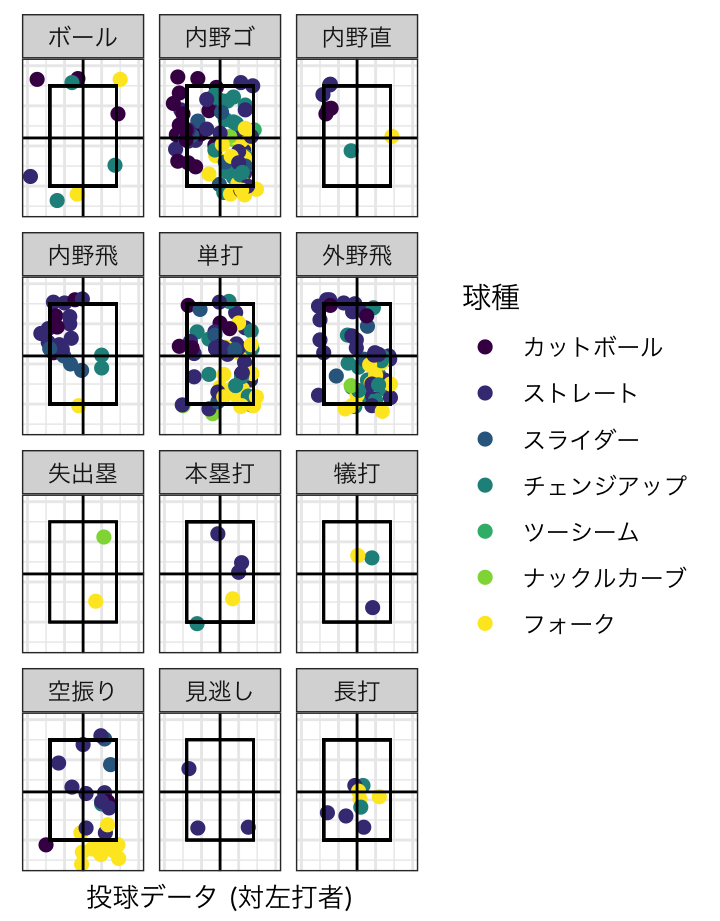 ボール
内野ゴ
内野直
内野飛
単打
外野飛
失出塁
本塁打
犠打
空振り
見逃し
長打
球種
カットボール
ストレート
スライダー
チェンジアップ
ツーシーム
ナックルカーブ
フォーク
投球データ (対左打者)